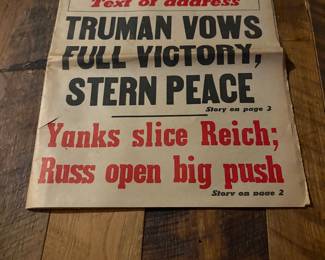 Text of address
TRUMAN VOWS
FULL VICTORY,
STERN PEACE
Story on page 3
Yanks slice Reich;
Russ open big push
Story on page 2